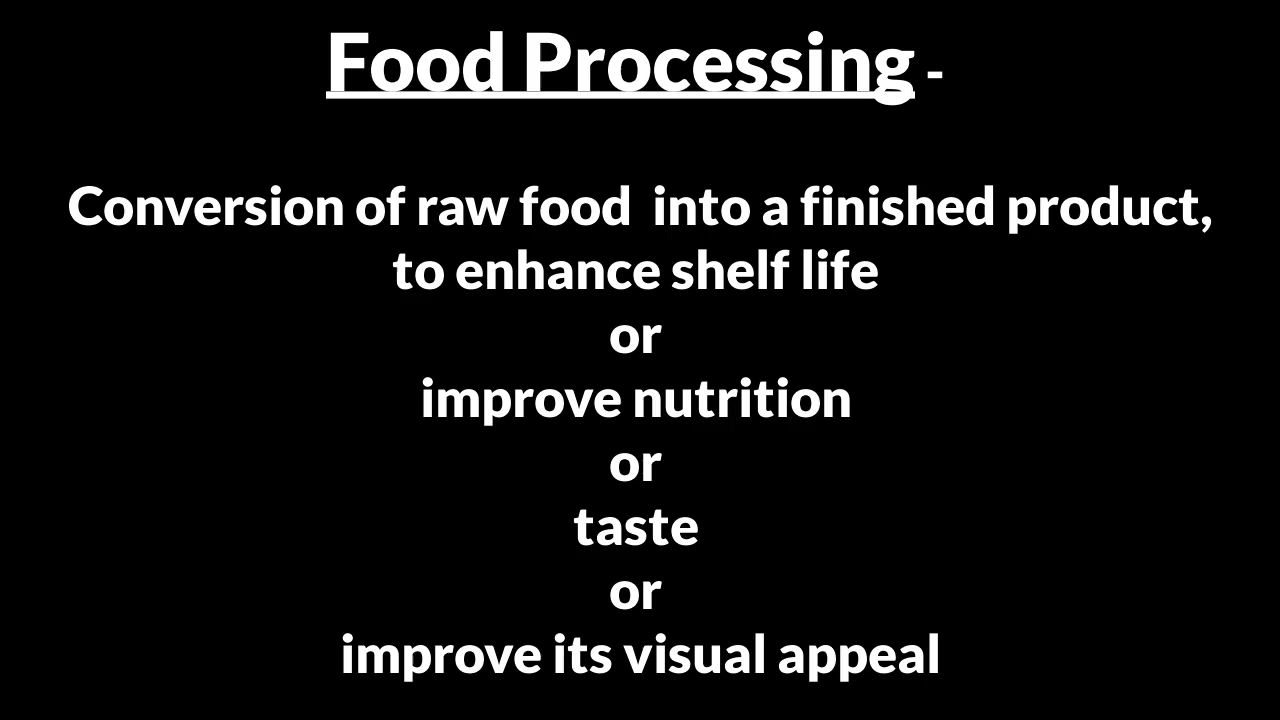 Food Processing -
Conversion of raw food  into a finished product,
to enhance shelf life
or
improve nutrition
or
taste
or
improve its visual appeal